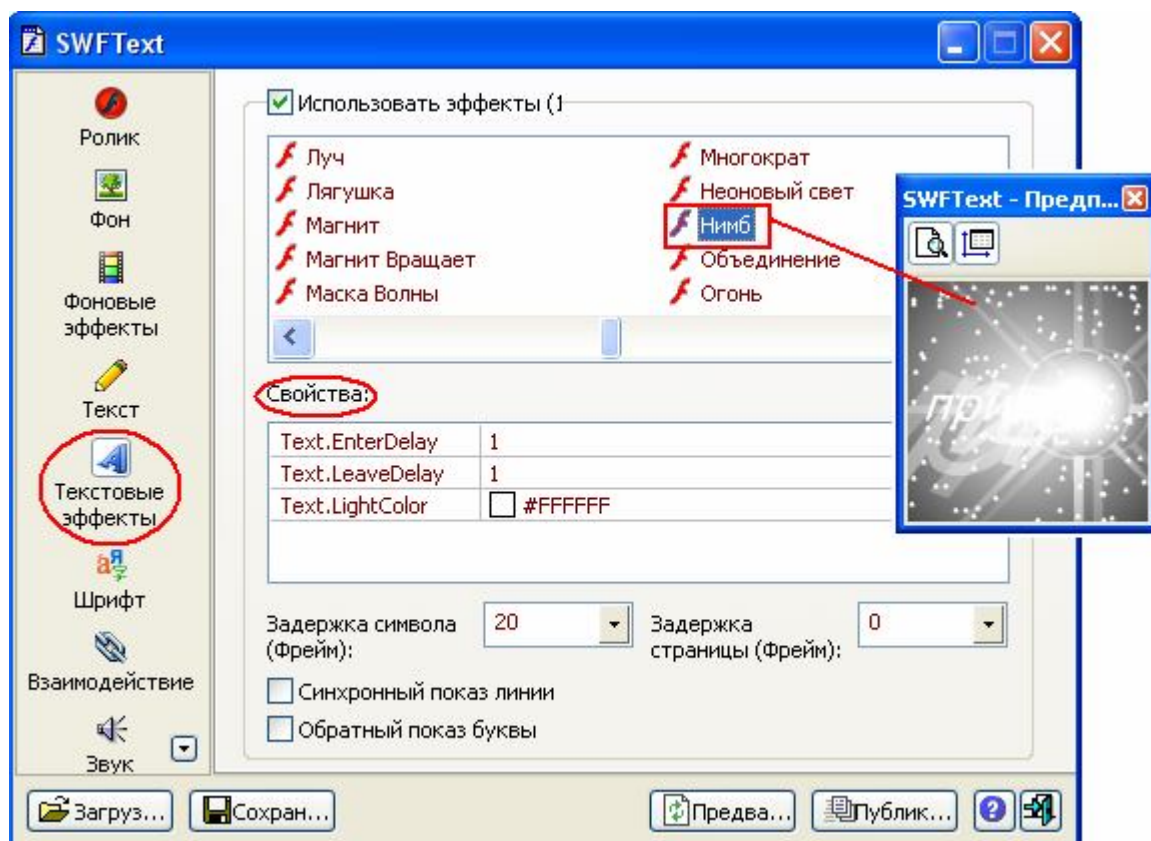 SWFText
Ролик
Фон
Фоновые
эффекты
Текст
Текстовые
эффекты
Шрифт
Взаимодействие
Звук
Использовать эффекты (1
Луч
Лягушка
Магнит
Магнит Вращает
Маска Волны
Многократ
Неоновый свет
Нимб
Объединение
Огонь
Свойства:
Text.EnterDelay 1
Text.LeaveDelay 1
Text.LightColor #FFFFFF
Задержка символа
(Фрейм):
20
Задержка
страницы (Фрейм):
0
Синхронный показ линии
Обратный показ буквы
SWFText - Предп...
Загруз...
Сохран...
Предва...
Публик...